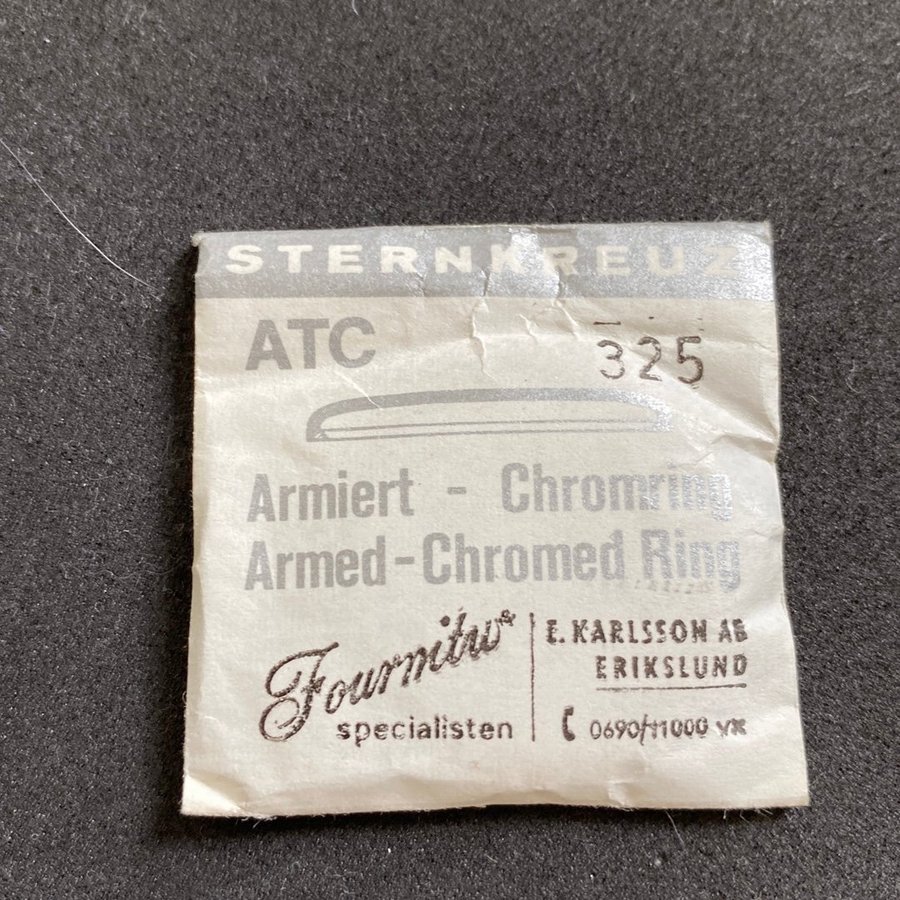 STERNKREUZ
ATC
325
Armiert - Chromring
Armed-Chromed Ring
Fournitur
specialisten
E. KARLSSON AB
ERIKSLUND
0690/11000 vx